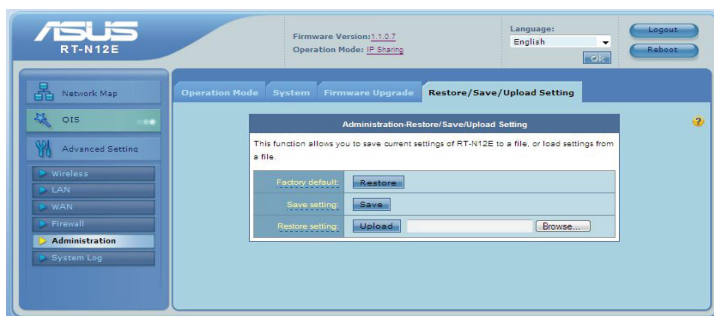 ASUS
RT-N12E
Firmware Version:1.1.0.7
Operation Mode: IP Sharing
Language:
English
OK
Logout
Reboot
Network Map
QIS
Advanced Setting
Wireless
LAN
WAN
Firewall
Administration
System Log
Operation Mode System Firmware Upgrade Restore/Save/Upload Setting
Administration-Restore/Save/Upload Setting
This function allows you to save current settings of RT-N12E to a file, or load settings from
a file.
Factory default: Restore
Save setting: Save
Restore setting: Upload Browse...
?